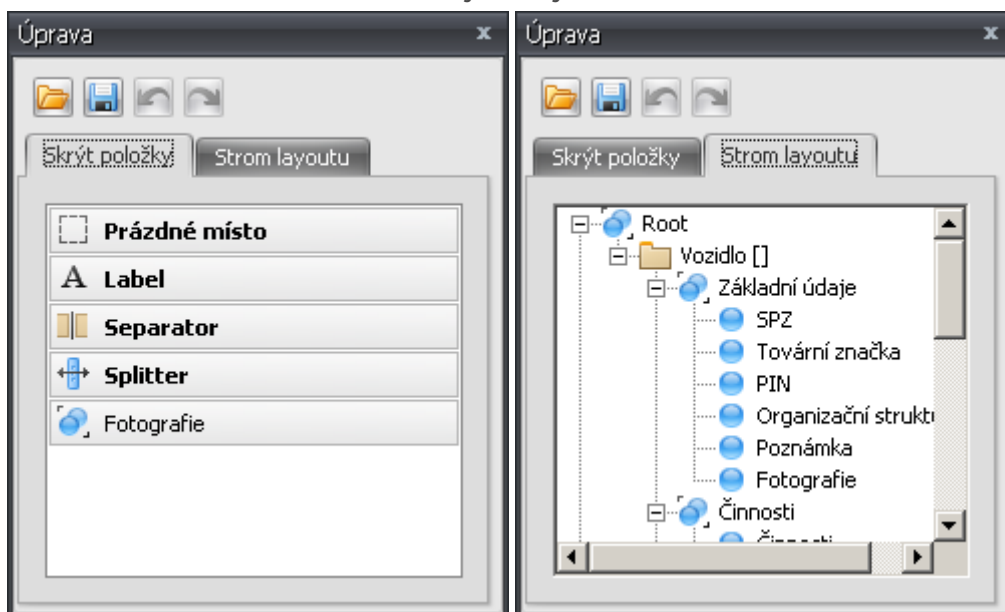 Úprava
Skrýt položky
Strom layoutu
Prázdné místo
A Label
Separator
Splitter
Fotografie
Úprava
Skrýt položky
Strom layoutu
Root
Vozidlo []
Základní údaje
SPZ
Tovární značka
PIN
Organizační
Poznámka
Fotografie
Činnosti